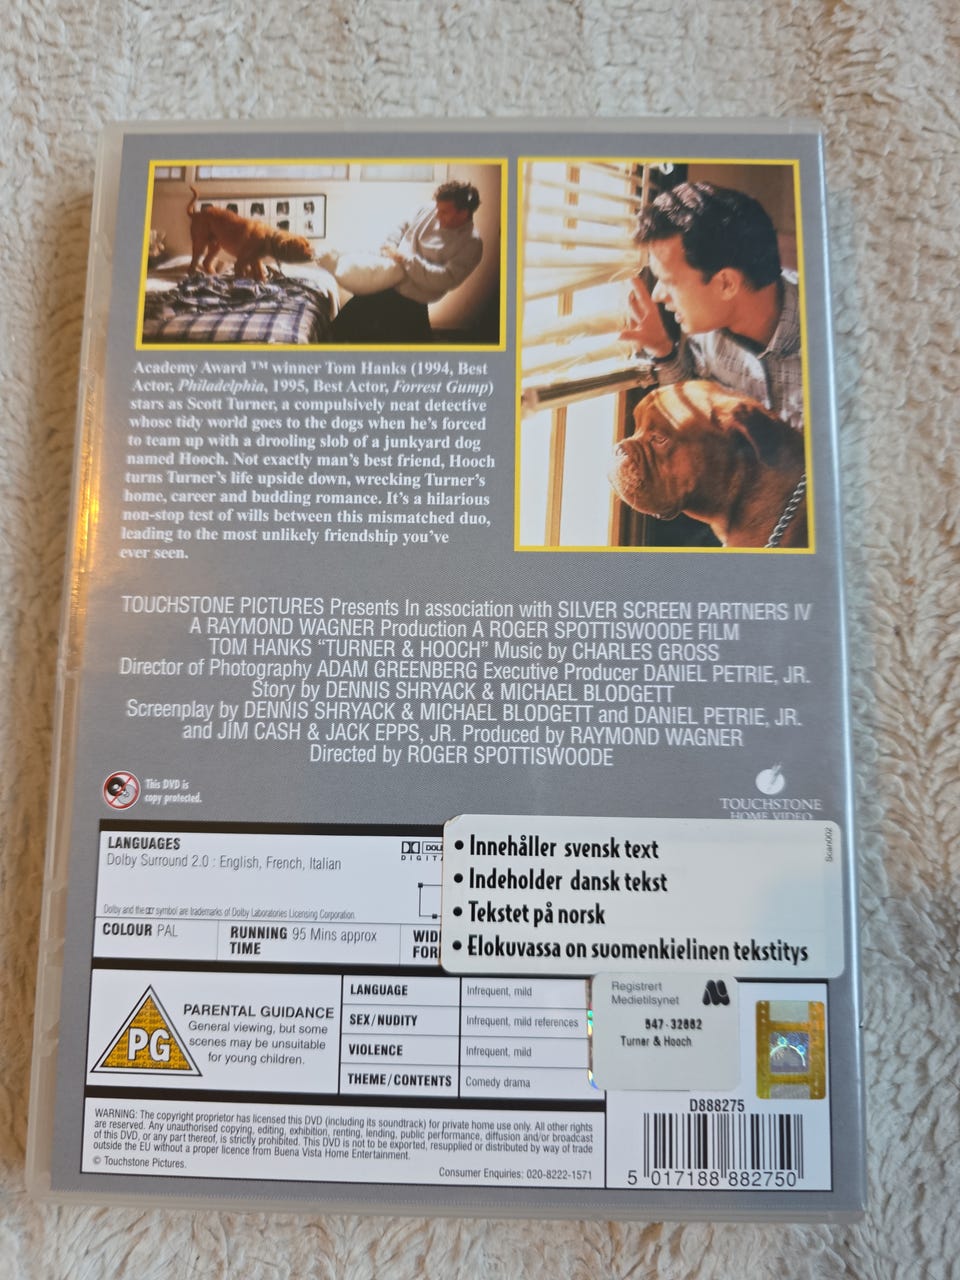 Academy Award ™ winner Tom Hanks (1994, Best
Actor, Philadelphia, 1995, Best Actor, Forrest Gump)
stars as Scott Turner, a compulsively neat detective
whose tidy world goes to the dogs when he's forced
to team up with a drooling slob of a junkyard dog
named Hooch. Not exactly man's best friend, Hooch
turns Turner's life upside down, wrecking Turner's
home, career and budding romance. It's a hilarious
non-stop test of wills between this mismatched duo,
leading to the most unlikely friendship you've
ever seen.
TOUCHSTONE PICTURES Presents In association with SILVER SCREEN PARTNERS IV
A RAYMOND WAGNER Production A ROGER SPOTTISWOODE FILM
TOM HANKS "TURNER & HOOCH" Music by CHARLES GROSS
Director of Photography ADAM GREENBERG Executive Producer DANIEL PETRIE, JR.
Story by DENNIS SHRYACK & MICHAEL BLODGETT
Screenplay by DENNIS SHRYACK & MICHAEL BLODGETT and DANIEL PETRIE, JR.
and JIM CASH & JACK EPPS, JR. Produced by RAYMOND WAGNER
Directed by ROGER SPOTTISWOODE
This DVD is
copy protected.
TOUCHSTONE
HOME VIDEO
LANGUAGES
Dolby Surround 2.0 : English, French, Italian
DOL
DIGIT
Dolby and the DD symbol are trademarks of Dolby Laboratories Licensing Corporation.
COLOUR PAL
RUNNING TIME 95 Mins approx
WID
FOR
• Innehåller svensk text
• Indeholder dansk tekst
• Tekstet på norsk
• Elokuvassa on suomenkielinen tekstitys
Scan002
PG
PARENTAL GUIDANCE
General viewing, but some
scenes may be unsuitable
for young children.
LANGUAGE Infrequent, mild
SEX/NUDITY Infrequent, mild references
VIOLENCE Infrequent, mild
THEME/CONTENTS Comedy drama
Registrert
Medietilsynet
547-32882
Turner & Hooch
WARNING: The copyright proprietor has licensed this DVD (including its soundtrack) for private home use only. All other rights
are reserved. Any unauthorised copying, editing, exhibition, renting, lending, public performance, diffusion and/or broadcast
of this DVD, or any part thereof, is strictly prohibited. This DVD is not to be exported, resupplied or distributed by way of trade
outside the EU without a proper licence from Buena Vista Home Entertainment.
© Touchstone Pictures.
Consumer Enquiries: 020-8222-1571
D888275
5 017188 882750